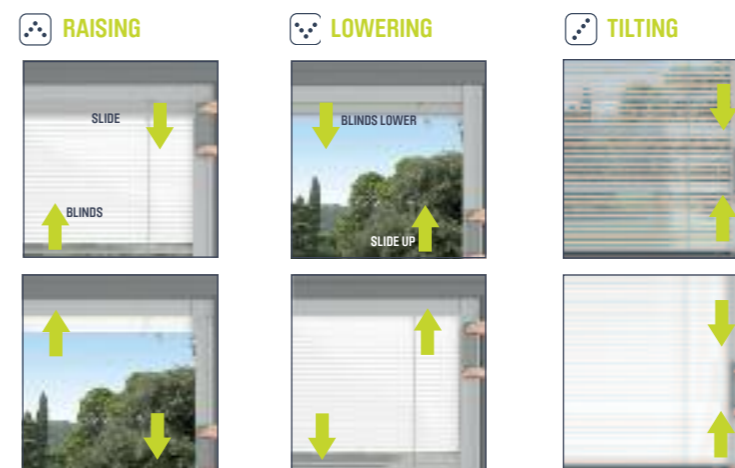 RAISING
LOWERING
TILTING
SLIDE
BLINDS
BLINDS LOWER
SLIDE UP